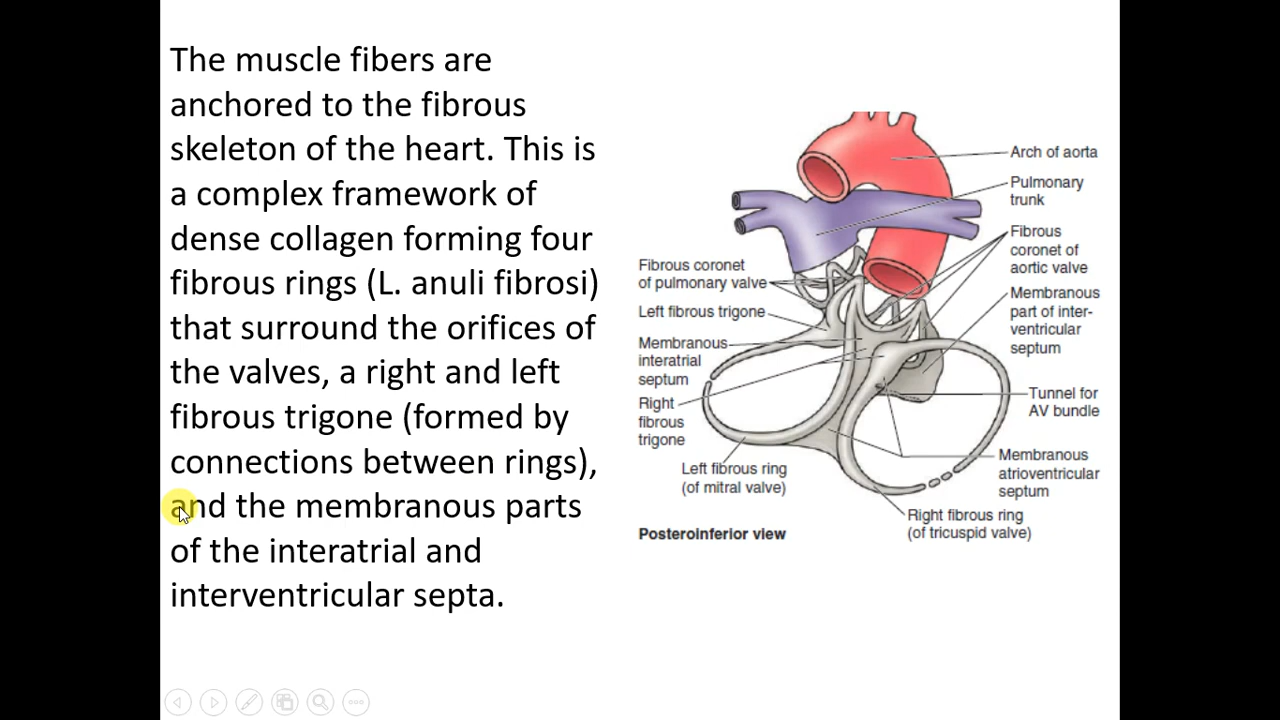 The muscle fibers are
anchored to the fibrous
skeleton of the heart. This is
a complex framework of
dense collagen forming four
fibrous rings (L. anuli fibrosi)
that surround the orifices of
the valves, a right and left
fibrous trigone (formed by
connections between rings),
and the membranous parts
of the interatrial and
interventricular septa.
Fibrous coronet
of pulmonary valve
Left fibrous trigone
Membranous
interatrial
septum
Right
fibrous
trigone
Left fibrous ring
(of mitral valve)
Posteroinferior view
Arch of aorta
Pulmonary
trunk
Fibrous
coronet of
aortic valve
Membranous
part of inter-
ventricular
septum
Tunnel for
AV bundle
Membranous
atrioventricular
septum
Right fibrous ring
(of tricuspid valve)